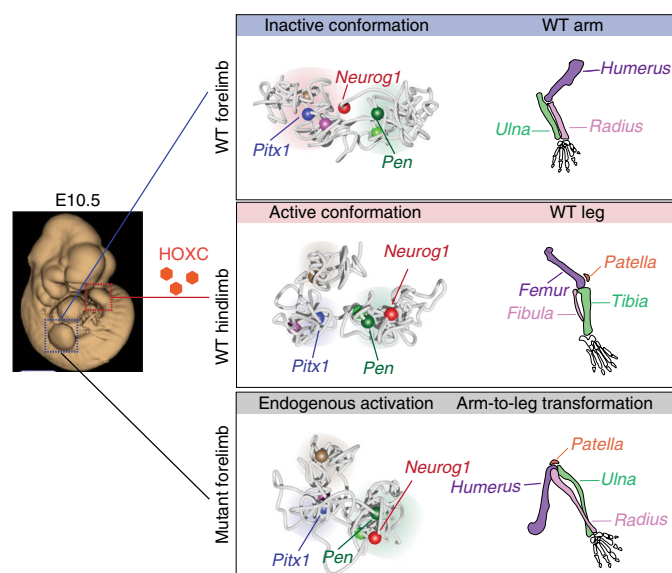 Inactive conformation
WT arm
WT forelimb
Neurog1
Pitx1
Pen
Humerus
Ulna
Radius
E10.5
HOXC
Active conformation
WT leg
WT hindlimb
Neurog1
Pitx1
Pen
Patella
Femur
Fibula
Tibia
Endogenous activation
Arm-to-leg transformation
Mutant forelimb
Neurog1
Pen
Pitx1
Patella
Humerus
Ulna
Radius